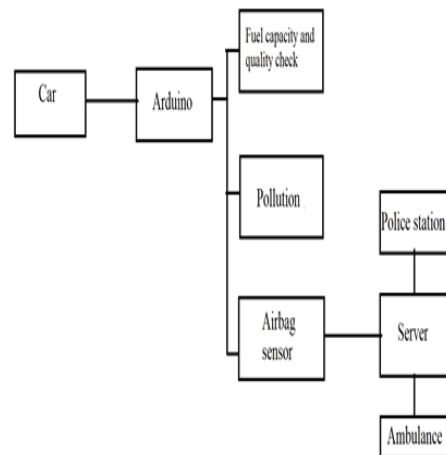 Fuel capacity and
quality check
Car
Arduino
Pollution
Police station
Airbag
sensor
Server
Ambulance